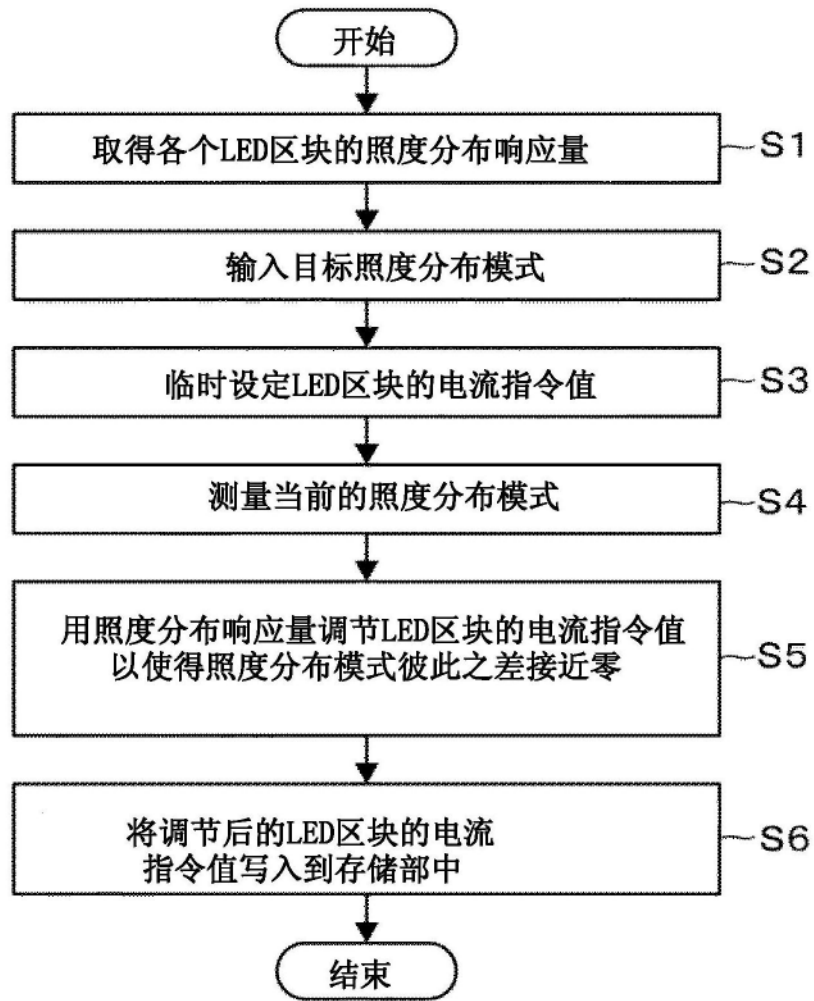 开始
取得各个LED区块的照度分布响应量
S1
输入目标照度分布模式
S2
临时设定LED区块的电流指令值
S3
测量当前的照度分布模式
S4
用照度分布响应量调节LED区块的电流指令值
以使得照度分布模式彼此之差接近零
S5
将调节后的LED区块的电流
指令值写入到存储部中
S6
结束